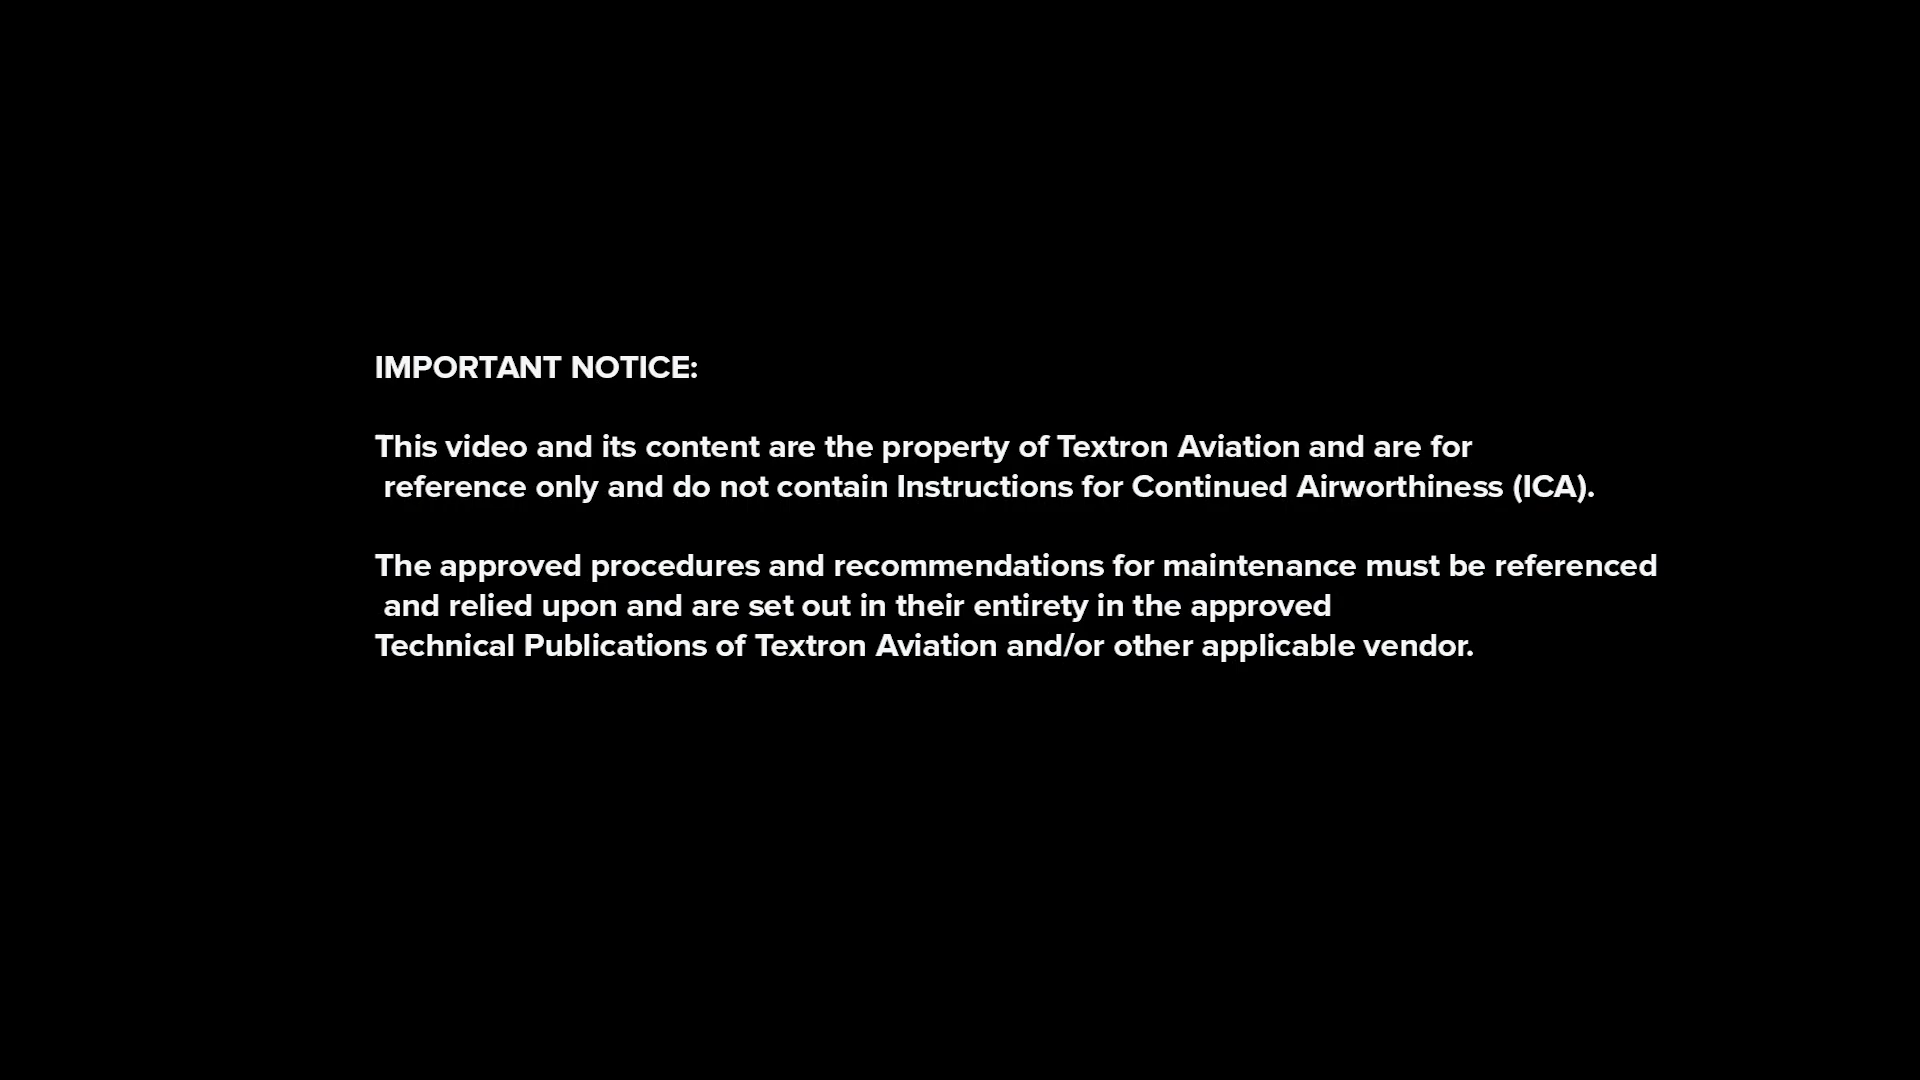 IMPORTANT NOTICE:
This video and its content are the property of Textron Aviation and are for
reference only and do not contain Instructions for Continued Airworthiness (ICA).
The approved procedures and recommendations for maintenance must be referenced
and relied upon and are set out in their entirety in the approved
Technical Publications of Textron Aviation and/or other applicable vendor.